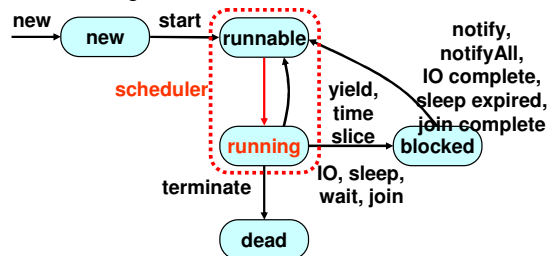 new
start
new
runnable
notify,
notifyAll,
IO complete,
sleep expired,
join complete
scheduler
yield,
time
slice
running
blocked
IO, sleep,
wait, join
terminate
dead